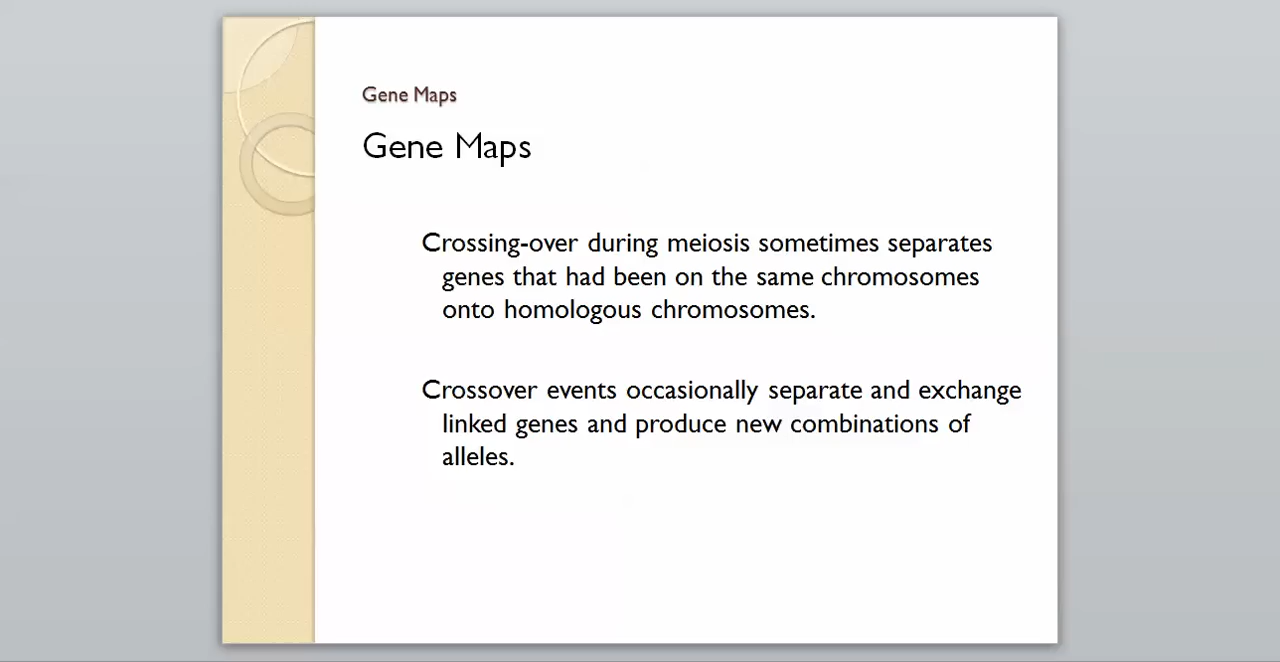 Gene Maps
Gene Maps
Crossing-over during meiosis sometimes separates
genes that had been on the same chromosomes
onto homologous chromosomes.
Crossover events occasionally separate and exchange
linked genes and produce new combinations of
alleles.